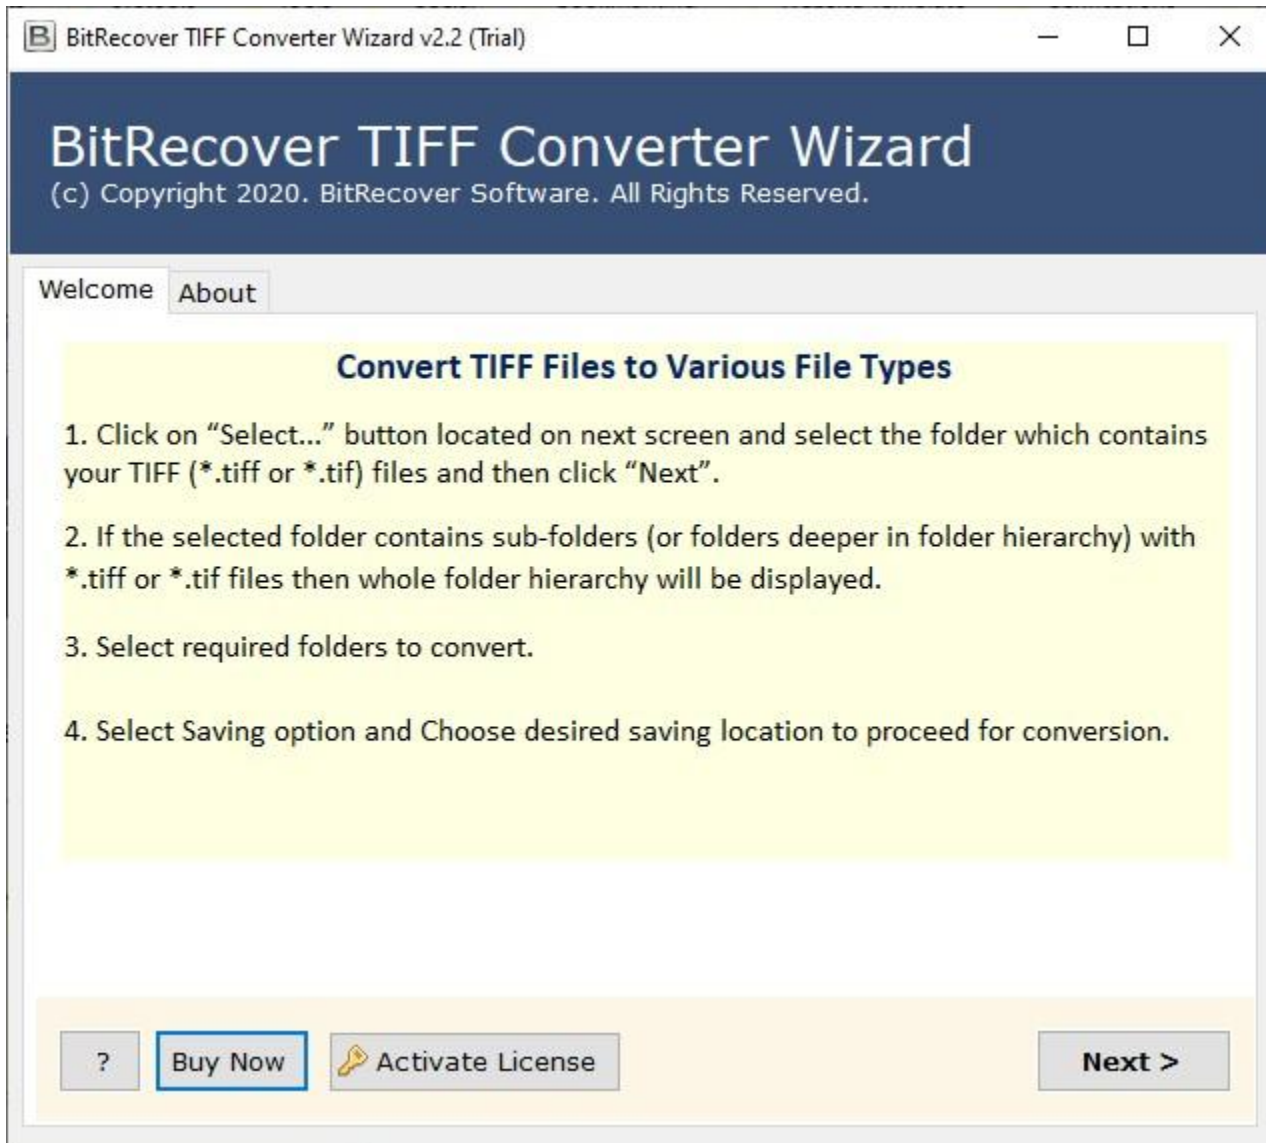 BitRecover TIFF Converter Wizard v2.2 (Trial)
BitRecover TIFF Converter Wizard
(c) Copyright 2020. BitRecover Software. All Rights Reserved.
Welcome About
Convert TIFF Files to Various File Types
1. Click on “Select...” button located on next screen and select the folder which contains
your TIFF (*.tiff or *.tif) files and then click “Next”.
2. If the selected folder contains sub-folders (or folders deeper in folder hierarchy) with
*.tiff or *.tif files then whole folder hierarchy will be displayed.
3. Select required folders to convert.
4. Select Saving option and Choose desired saving location to proceed for conversion.
? Buy Now Activate License Next >